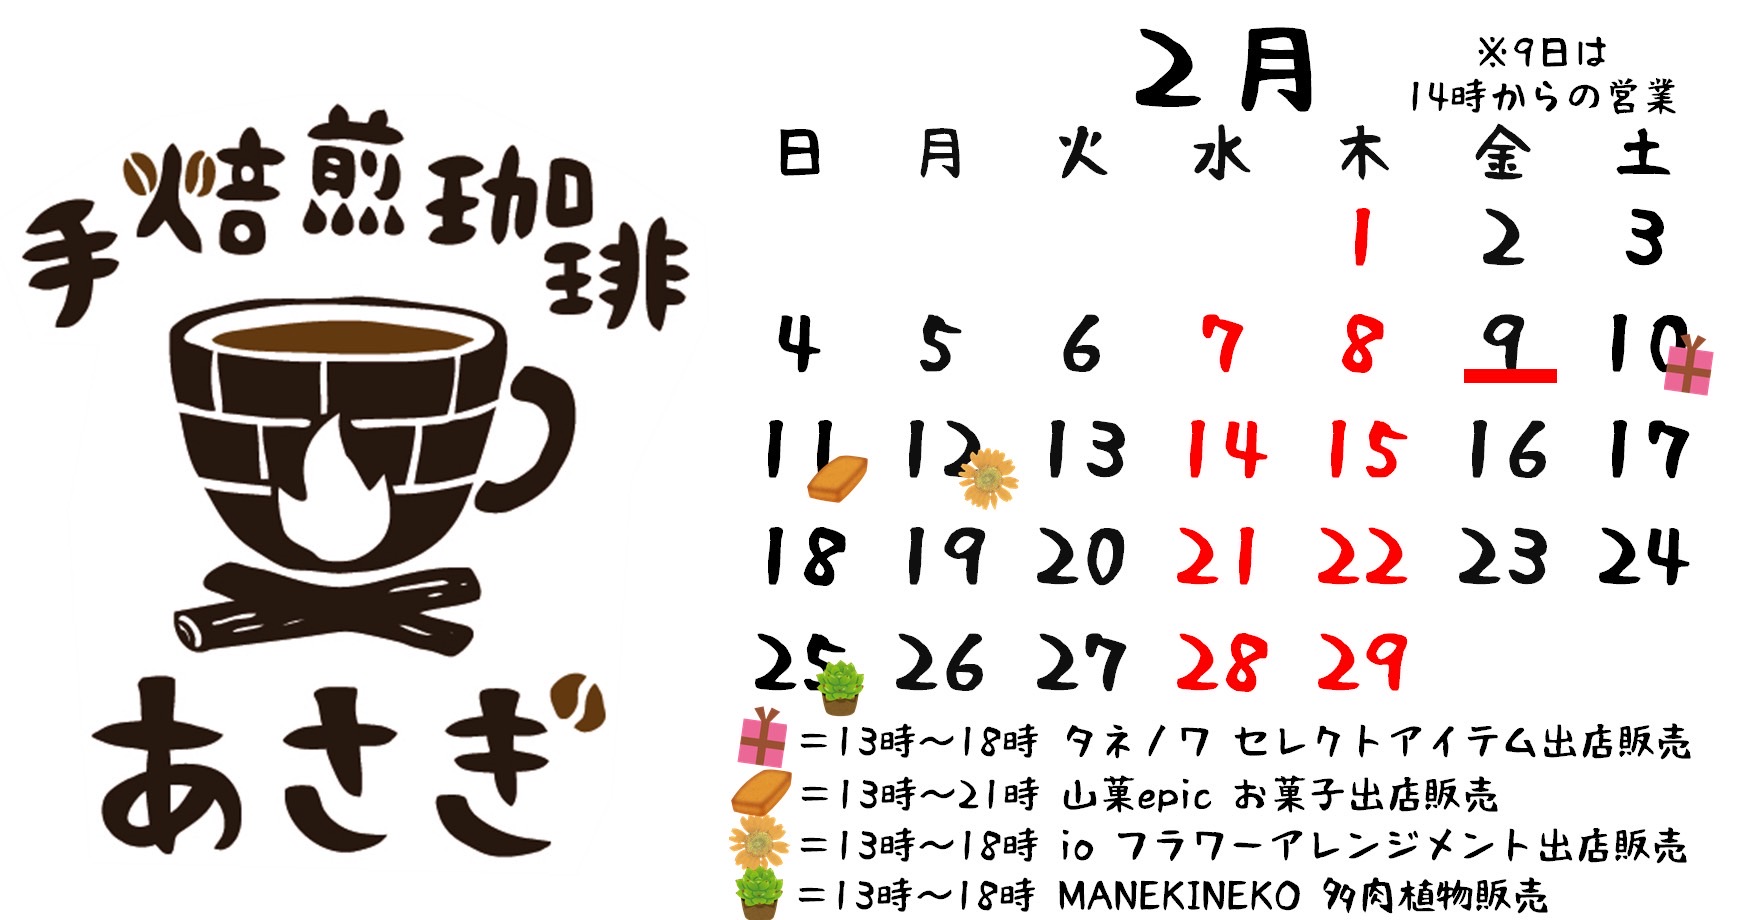 手焙煎珈琲
あさぎ
2月
※9日は
14時からの営業
日 月 火 水 木 金 土
1 2 3
4 5 6 7 8 9 10
11 12 13 14 15 16 17
18 19 20 21 22 23 24
25 26 27 28 29
=13時〜18時 タネノワ セレクトアイテム出店販売
=13時〜21時 山菓epic お菓子出店販売
=13時〜18時 io フラワーアレンジメント出店販売
=13時〜18時 MANEKINEKO 多肉植物販売